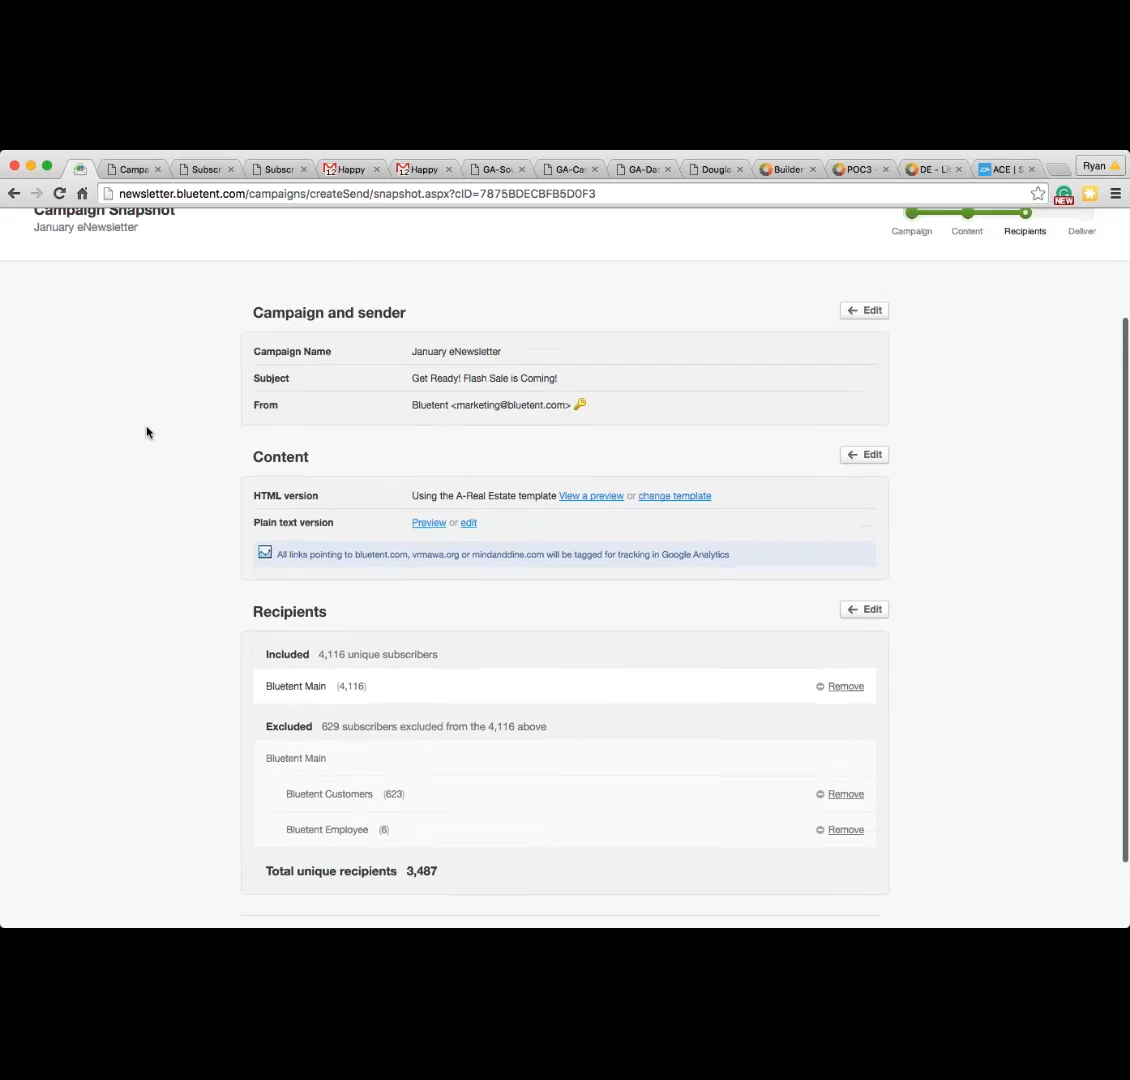 Campa
Subscr
Subscr
Happy
Happy
GA-Sou
GA-Car
GA-Das
Dougla
Builder
POC3 -
DE - Lit
ACE | S
Ryan
newsletter.bluetent.com/campaigns/createSend/snapshot.aspx?cID=7875BDECBFB5D0F3
NEW
Campaign Snapshot
January eNewsletter
Campaign Content Recipients Deliver
Campaign and sender Edit
Campaign Name January eNewsletter
Subject Get Ready! Flash Sale is Coming!
From Bluetent <marketing@bluetent.com>
Content Edit
HTML version Using the A-Real Estate template View a preview or change template
Plain text version Preview or edit
All links pointing to bluetent.com, vrmawa.org or mindanddine.com will be tagged for tracking in Google Analytics
Recipients Edit
Included 4,116 unique subscribers
Bluetent Main (4,116) Remove
Excluded 629 subscribers excluded from the 4,116 above
Bluetent Main
Bluetent Customers (623) Remove
Bluetent Employee (6) Remove
Total unique recipients 3,487